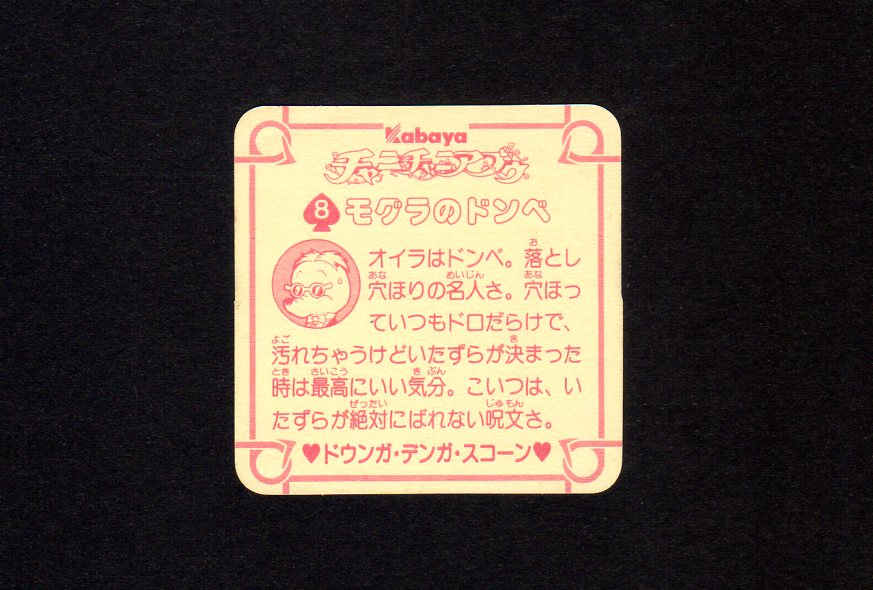 Kabaya
チャチャアンク
8 モグラのドンベ
オイラはドンベ。落とし
穴ほりの名人さ。穴ほっ
ていつもドロだらけで、
汚れちゃうけどいたずらが決まった
時は最高にいい気分。こいつは、い
たずらが絶対にばれない呪文さ。
♥ドウンガ・デンガ・スコーン♥